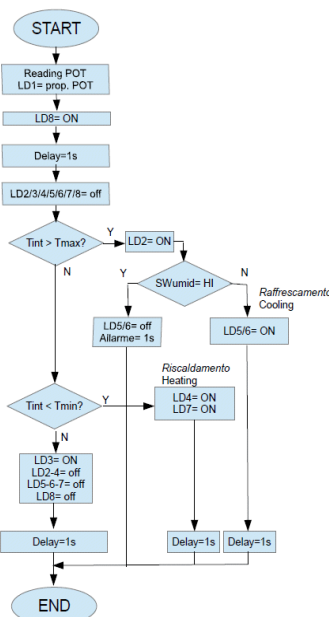 START
Reading POT
LD1= prop. POT
LD8= ON
Delay=1s
LD2/3/4/5/6/7/8= off
Tint > Tmax?
Y
LD2= ON
N
SWumid= HI
Y
N
Raffrescamento
Cooling
LD5/6= off
Allarme= 1s
LD5/6= ON
Riscaldamento
Heating
Tint < Tmin?
Y
LD4= ON
LD7= ON
N
LD3= ON
LD2-4= off
LD5-6-7= off
LD8= off
Delay=1s
Delay=1s
Delay=1s
END